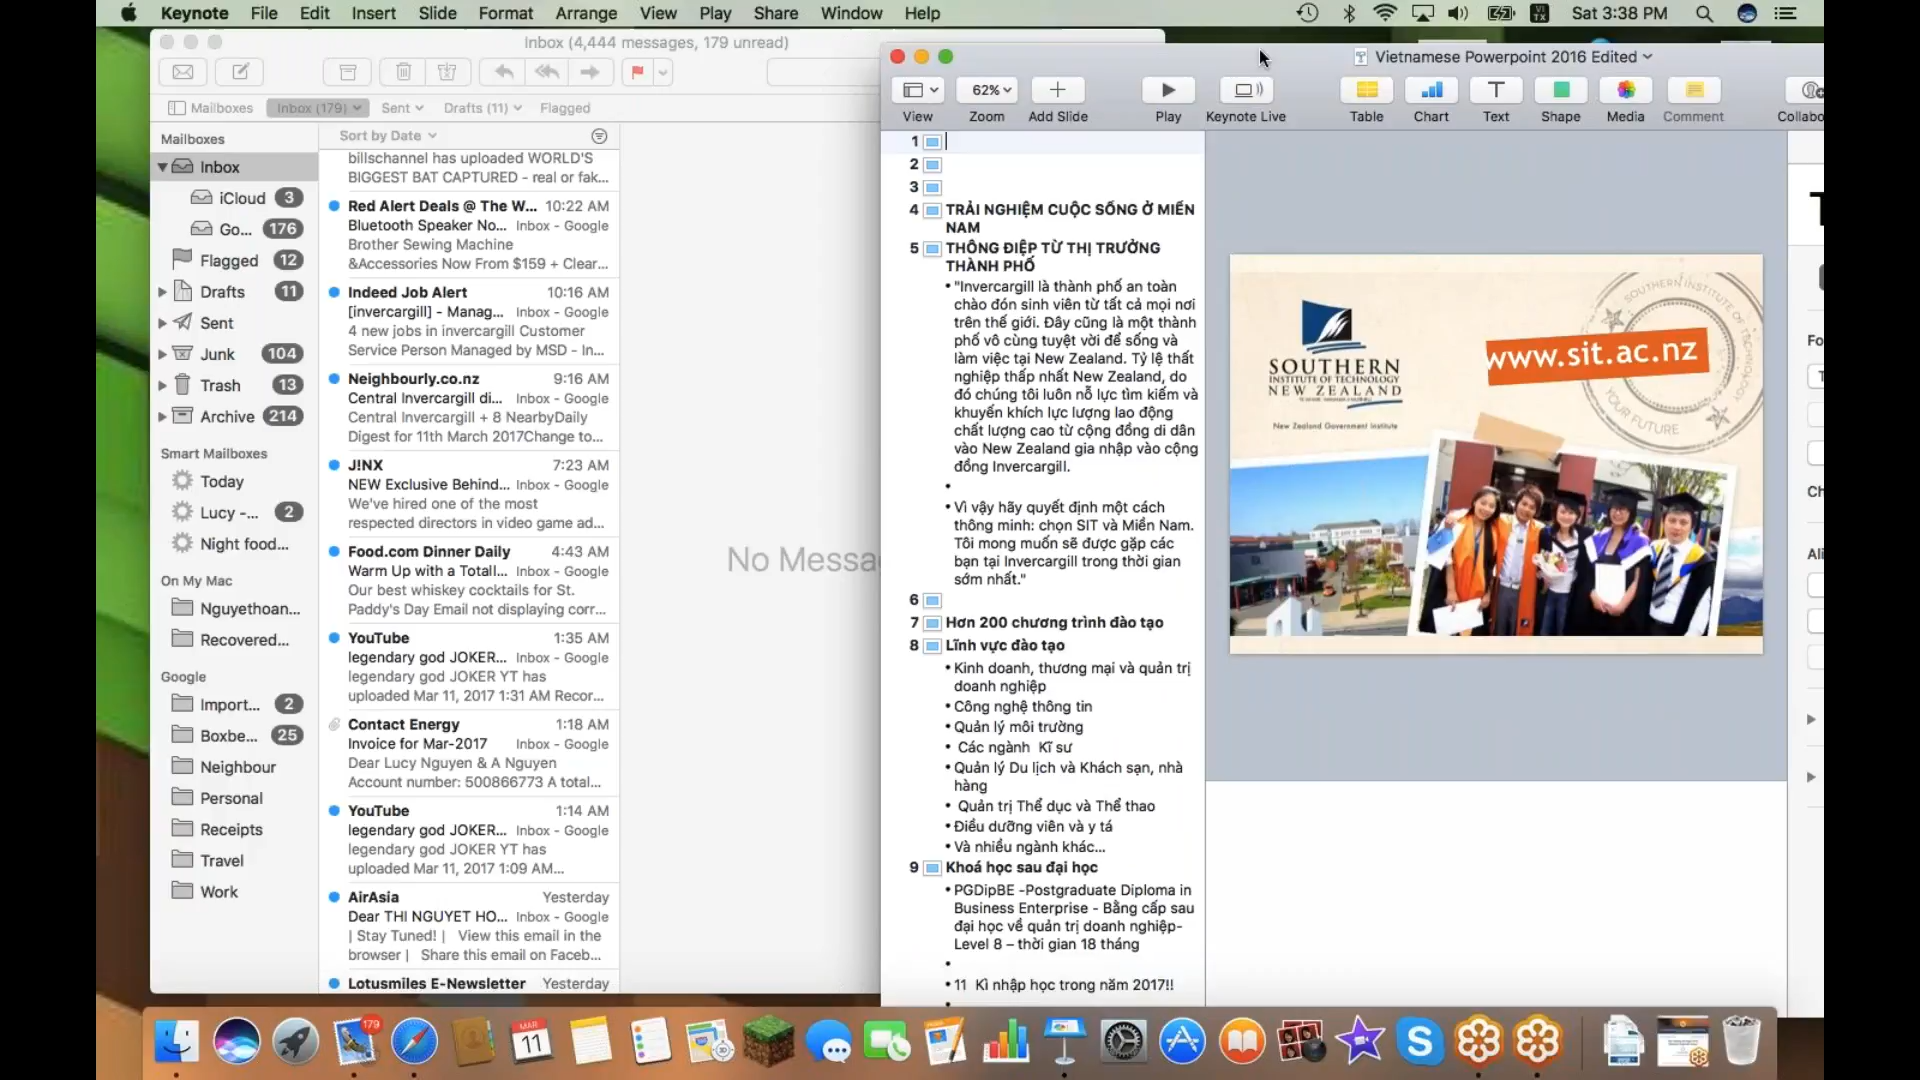 Keynote File Edit Insert Slide Format Arrange View Play Share Window Help
VI
TX
Sat 3:38 PM
Inbox (4,444 messages, 179 unread)
Mailboxes Inbox (179) Sent Drafts (11) Flagged
Mailboxes
Inbox
iCloud 3
Go... 176
Flagged 12
Drafts 11
Sent
Junk 104
Trash 13
Archive 214
Smart Mailboxes
Today
Lucy -... 2
Night food...
On My Mac
Nguyethoan...
Recovered...
Google
Import... 2
Boxbe... 25
Neighbour
Personal
Receipts
Travel
Work
Sort by Date
billschannel has uploaded WORLD'S
BIGGEST BAT CAPTURED - real or fak...
Red Alert Deals @ The W... 10:22 AM
Bluetooth Speaker No... Inbox - Google
Brother Sewing Machine
&Accessories Now From $159 + Clear...
Indeed Job Alert 10:16 AM
[invercargill] - Manag... Inbox - Google
4 new jobs in invercargill Customer
Service Person Managed by MSD - In...
Neighbourly.co.nz 9:16 AM
Central Invercargill di... Inbox - Google
Central Invercargill + 8 NearbyDaily
Digest for 11th March 2017Change to...
J!NX 7:23 AM
NEW Exclusive Behind... Inbox - Google
We've hired one of the most
respected directors in video game ad...
Food.com Dinner Daily 4:43 AM
Warm Up with a Totall... Inbox - Google
Our best whiskey cocktails for St.
Paddy's Day Email not displaying corr...
YouTube 1:35 AM
legendary god JOKER... Inbox - Google
legendary god JOKER YT has
uploaded Mar 11, 2017 1:31 AM Recor...
Contact Energy 1:18 AM
Invoice for Mar-2017 Inbox - Google
Dear Lucy Nguyen & A Nguyen
Account number: 500866773 A total...
YouTube 1:14 AM
legendary god JOKER... Inbox - Google
legendary god JOKER YT has
uploaded Mar 11, 2017 1:09 AM...
AirAsia Yesterday
Dear THI NGUYET HO... Inbox - Google
| Stay Tuned! | View this email in the
browser | Share this email on Faceb...
Lotusmiles E-Newsletter Yesterday
No Messa
Vietnamese Powerpoint 2016 Edited
62%
View Zoom Add Slide Play Keynote Live Table Chart Text Shape Media Comment Collabo
1
2
3
4 TRẢI NGHIỆM CUỘC SỐNG Ở MIỀN
NAM
5 THÔNG ĐIỆP TỪ THỊ TRƯỞNG
THÀNH PHỐ
• "Invercargill là thành phố an toàn
chào đón sinh viên từ tất cả mọi nơi
trên thế giới. Đây cũng là một thành
phố vô cùng tuyệt vời để sống và
làm việc tại New Zealand. Tỷ lệ thất
nghiệp thấp nhất New Zealand, do
đó chúng tôi luôn nỗ lực tìm kiếm và
khuyến khích lực lượng lao động
chất lượng cao từ cộng đồng di dân
vào New Zealand gia nhập vào cộng
đồng Invercargill.
•
• Vì vậy hãy quyết định một cách
thông minh: chọn SIT và Miền Nam.
Tôi mong muốn sẽ được gặp các
bạn tại Invercargill trong thời gian
sớm nhất."
6
7 Hơn 200 chương trình đào tạo
8 Lĩnh vực đào tạo
• Kinh doanh, thương mại và quản trị
doanh nghiệp
• Công nghệ thông tin
• Quản lý môi trường
• Các ngành Kĩ sư
• Quản lý Du lịch và Khách sạn, nhà
hàng
• Quản trị Thể dục và Thể thao
• Điều dưỡng viên và y tá
• Và nhiều ngành khác...
9 Khoá học sau đại học
• PGDipBE -Postgraduate Diploma in
Business Enterprise - Bằng cấp sau
đại học về quản trị doanh nghiệp-
Level 8 – thời gian 18 tháng
•
• 11 Kì nhập học trong năm 2017!!
SOUTHERN
INSTITUTE OF TECHNOLOGY
NEW ZEALAND
New Zealand Government Institute
www.sit.ac.nz
SOUTHERN INSTITUTE OF TECHNOLOGY
YOUR FUTURE
T
Fo
Ch
Ali
179
MAR
11